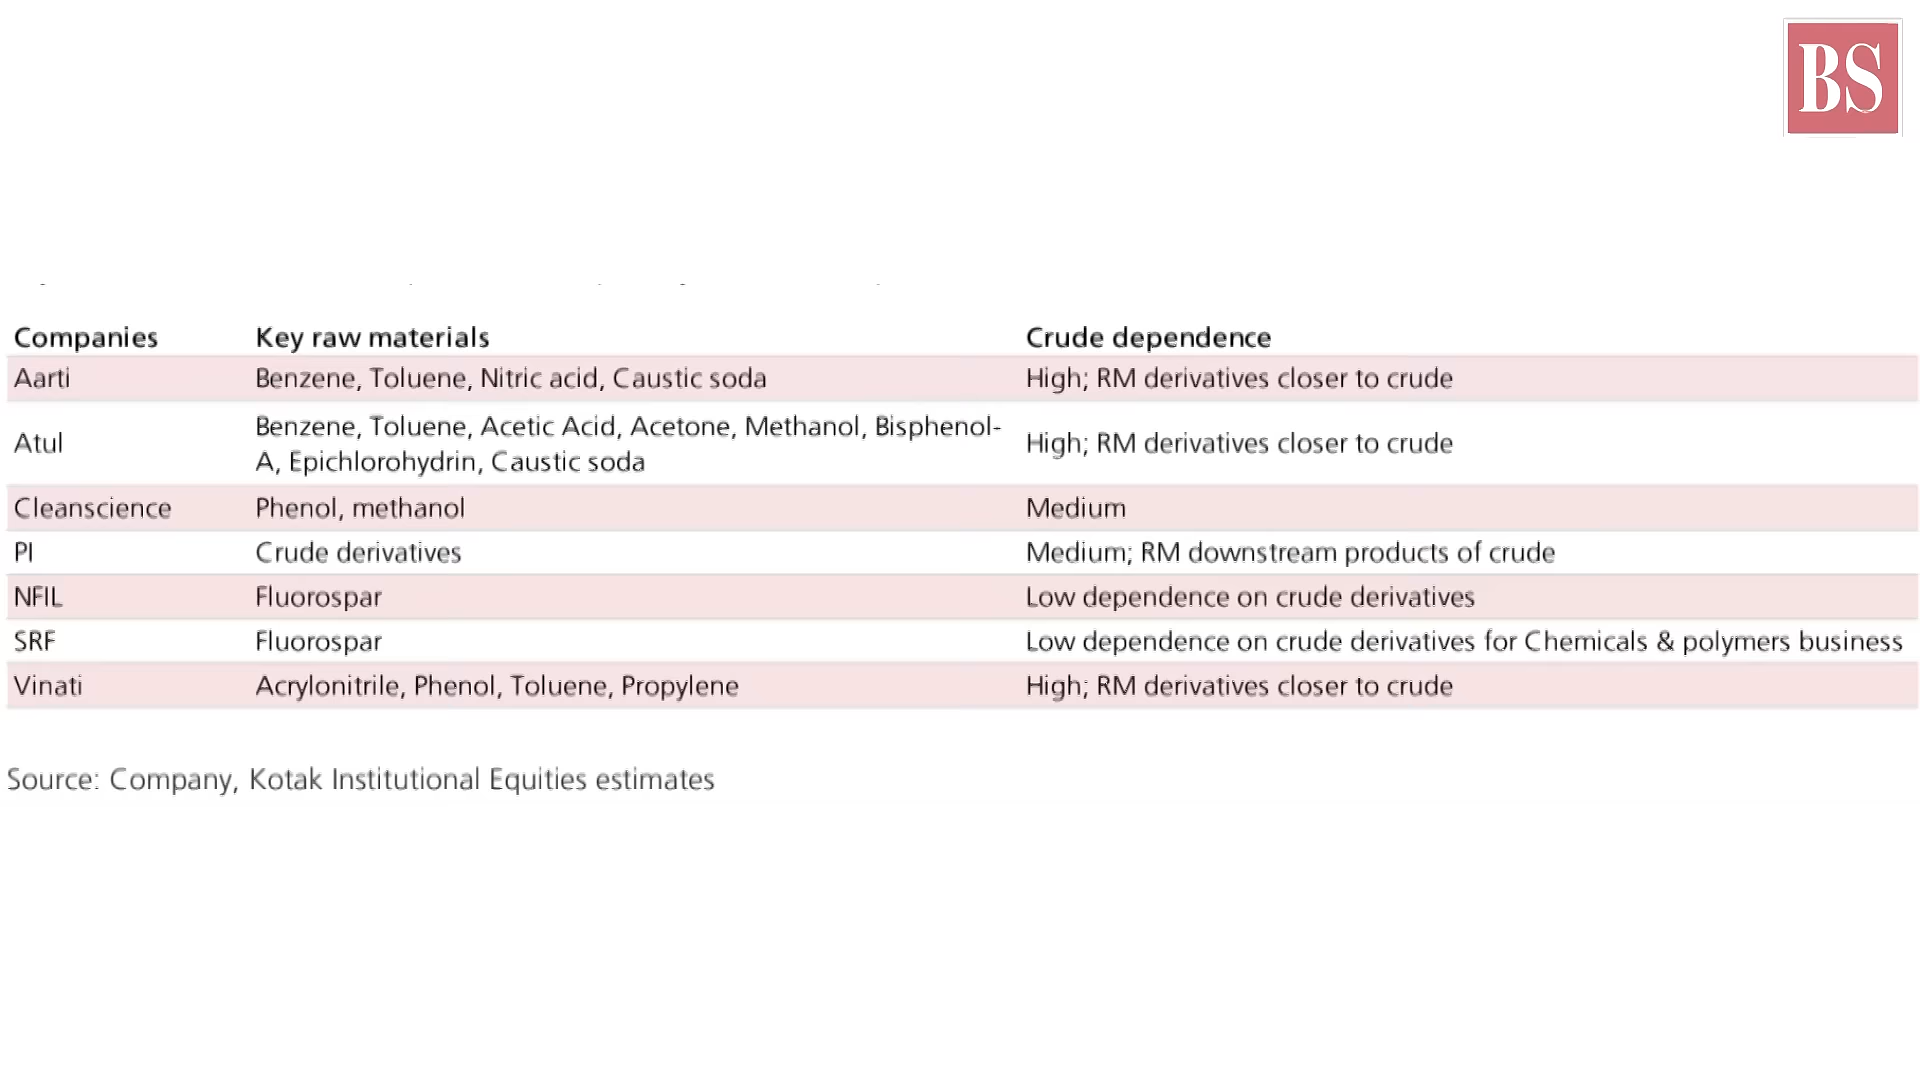 BS
Companies Key raw materials Crude dependence
Aarti Benzene, Toluene, Nitric acid, Caustic soda High; RM derivatives closer to crude
Atul Benzene, Toluene, Acetic Acid, Acetone, Methanol, Bisphenol-
A, Epichlorohydrin, Caustic soda High; RM derivatives closer to crude
Cleanscience Phenol, methanol Medium
PI Crude derivatives Medium; RM downstream products of crude
NFIL Fluorospar Low dependence on crude derivatives
SRF Fluorospar Low dependence on crude derivatives for Chemicals & polymers business
Vinati Acrylonitrile, Phenol, Toluene, Propylene High; RM derivatives closer to crude
Source: Company, Kotak Institutional Equities estimates